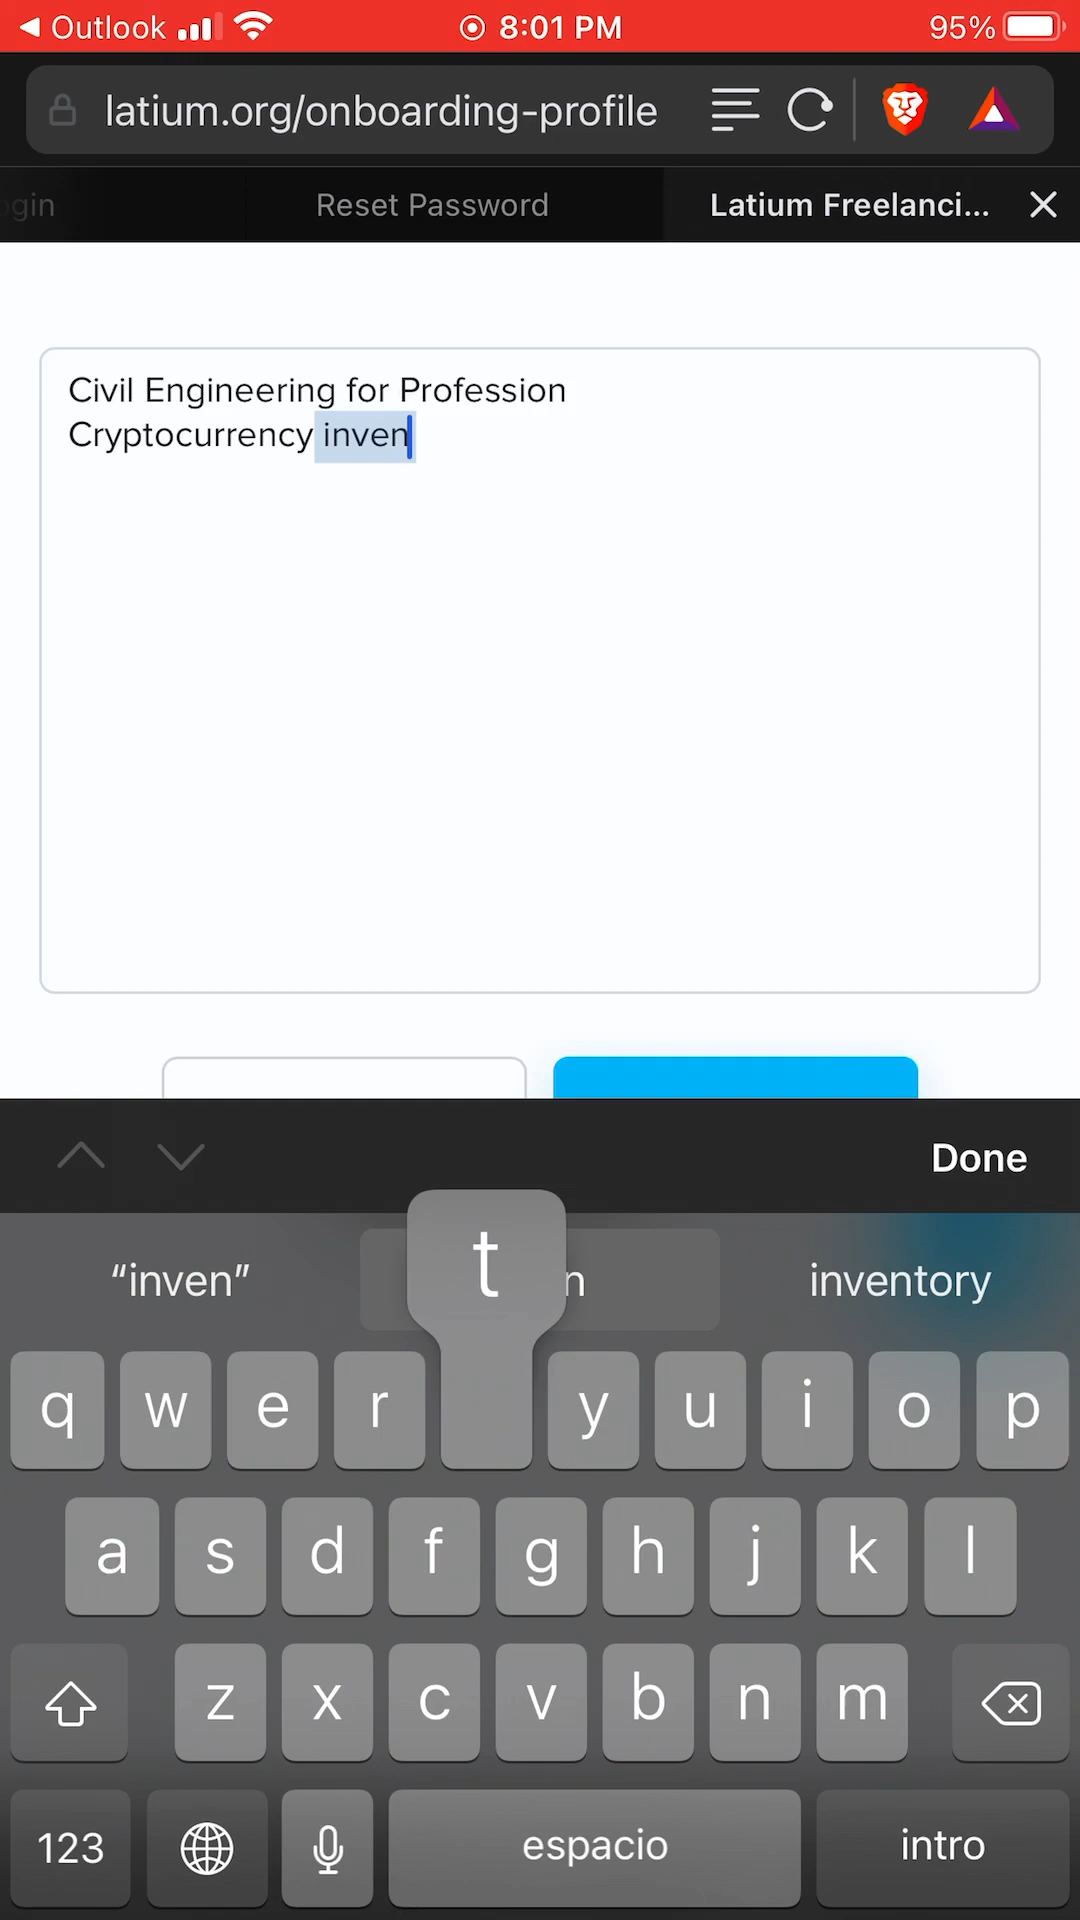 Outlook
8:01 PM
95%
latium.org/onboarding-profile
Reset Password
Latium Freelanci...
Civil Engineering for Profession
Cryptocurrency inven
Done
“inven”
t
inventory
q w e r y u i o p
a s d f g h j k l
z x c v b n m
123
espacio
intro